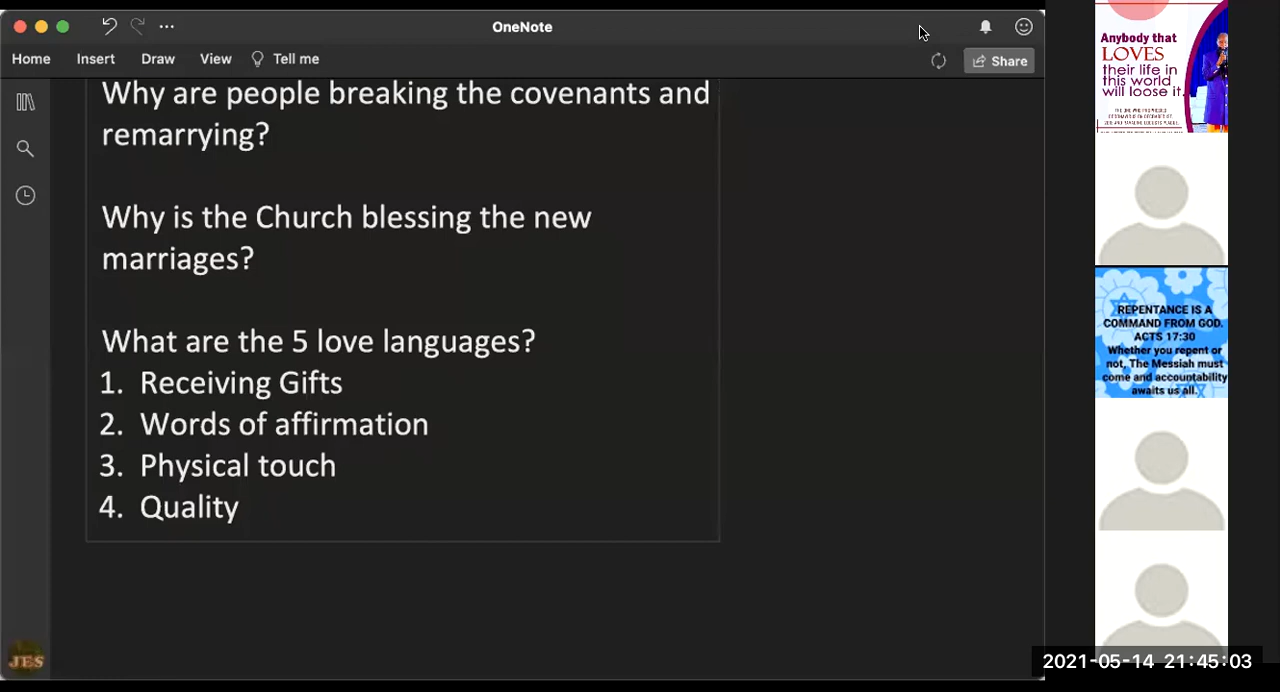 OneNote
Home Insert Draw View Tell me Share
Why are people breaking the covenants and
remarrying?
Why is the Church blessing the new
marriages?
What are the 5 love languages?
1. Receiving Gifts
2. Words of affirmation
3. Physical touch
4. Quality
JES
Anybody that
LOVES
their life in
this world
will loose it.
REPENTANCE IS A
COMMAND FROM GOD.
ACTS 17:30
Whether you repent or
not, The Messiah must
come and accountability
awaits us all.
2021-05-14 21:45:03